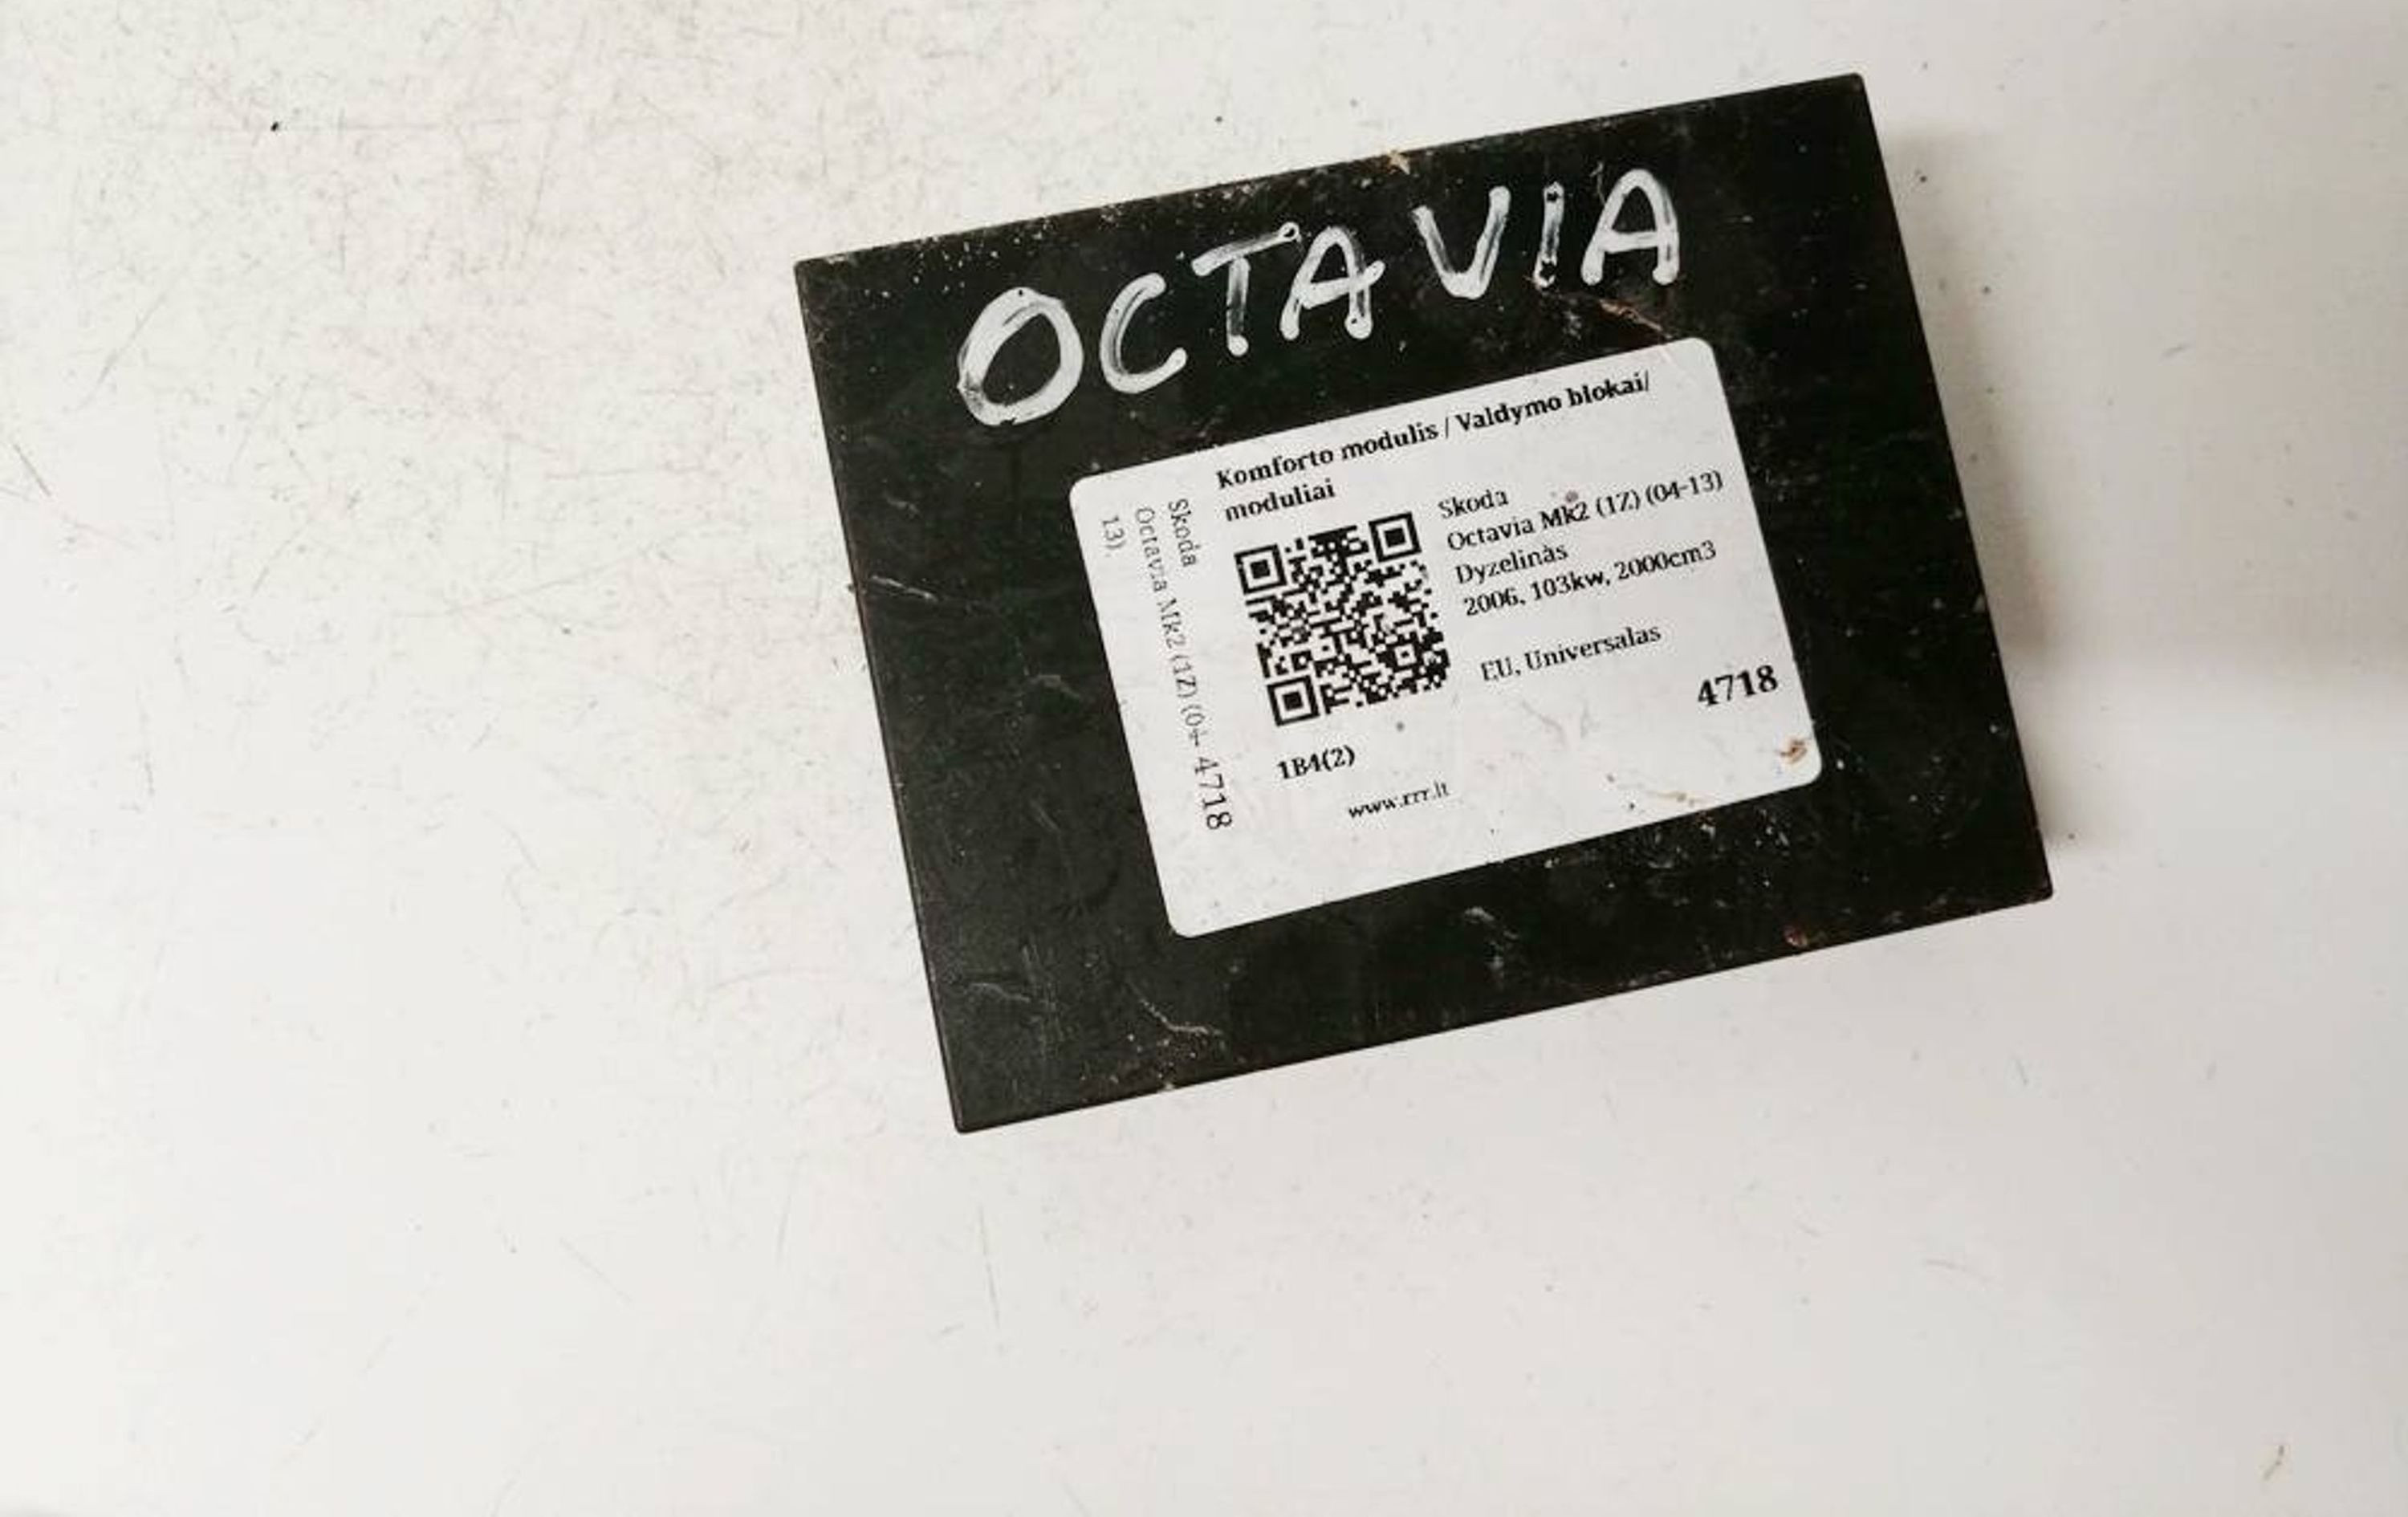 OCTAVIA
Komforto modulis / Valdymo blokai/
moduliai
Skoda
Octavia Mk2 (1Z) (04-13)
Dyzelinas
2006, 103kw, 2000cm3
EU, Universalas
4718
1B4(2)
www.rrr.lt
Skoda
Octavia Mk2 (1Z) (04-
13)
4718